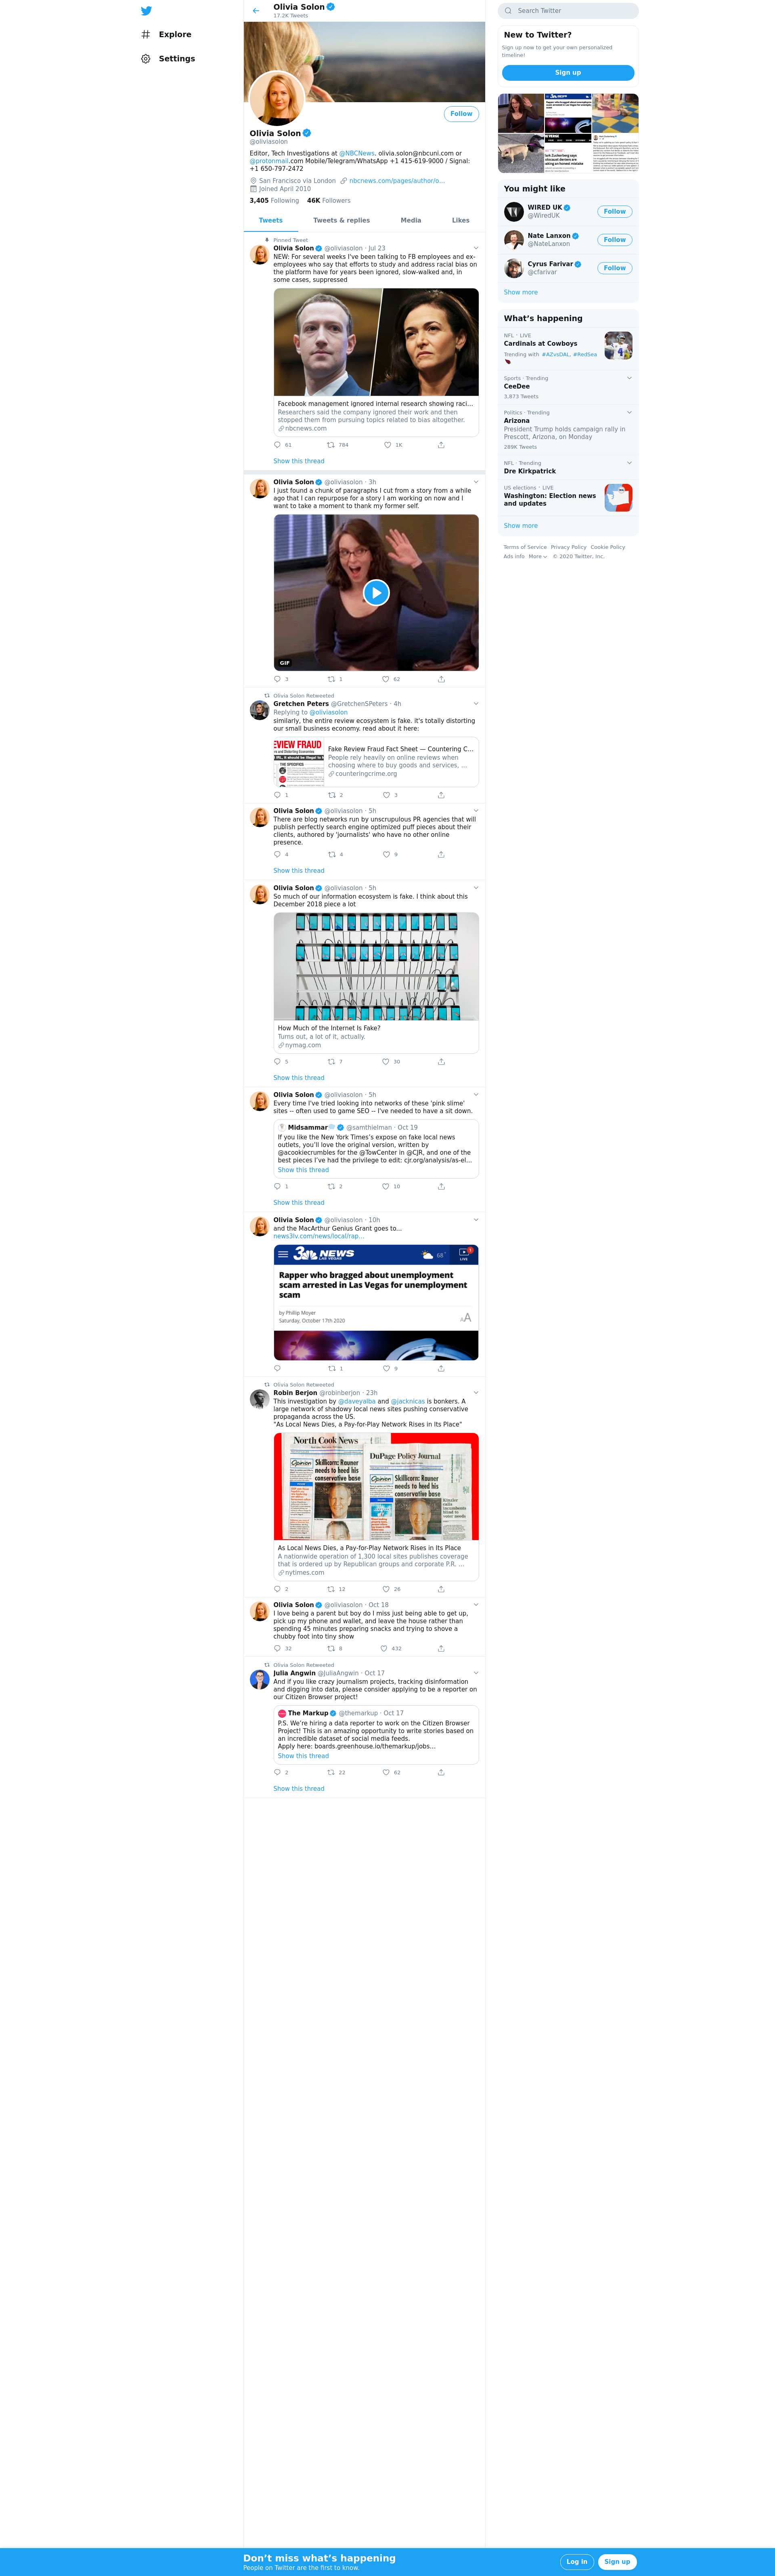 Explore
Settings
Olivia Solon
17.2K Tweets
Follow
Olivia Solon
@oliviasolon
Editor, Tech Investigations at @NBCNews, olivia.solon@nbcuni.com or
@protonmail.com Mobile/Telegram/WhatsApp +1 415-619-9000 / Signal:
+1 650-797-2472
San Francisco via London nbcnews.com/pages/author/o…
Joined April 2010
3,405 Following 46K Followers
Tweets Tweets & replies Media Likes
Pinned Tweet
Olivia Solon @oliviasolon · Jul 23
NEW: For several weeks I've been talking to FB employees and ex-
employees who say that efforts to study and address racial bias on
the platform have for years been ignored, slow-walked and, in
some cases, suppressed
Facebook management ignored internal research showing raci…
Researchers said the company ignored their work and then
stopped them from pursuing topics related to bias altogether.
nbcnews.com
61 784 1K
Show this thread
Olivia Solon @oliviasolon · 3h
I just found a chunk of paragraphs I cut from a story from a while
ago that I can repurpose for a story I am working on now and I
want to take a moment to thank my former self.
GIF
3 1 62
Olivia Solon Retweeted
Gretchen Peters @GretchenSPeters · 4h
Replying to @oliviasolon
similarly, the entire review ecosystem is fake. it's totally distorting
our small business economy. read about it here:
EVIEW FRAUD
THE SPECIFICS
Fake Review Fraud Fact Sheet — Countering C…
People rely heavily on online reviews when
choosing where to buy goods and services, …
counteringcrime.org
1 2 3
Olivia Solon @oliviasolon · 5h
There are blog networks run by unscrupulous PR agencies that will
publish perfectly search engine optimized puff pieces about their
clients, authored by 'journalists' who have no other online
presence.
4 4 9
Show this thread
Olivia Solon @oliviasolon · 5h
So much of our information ecosystem is fake. I think about this
December 2018 piece a lot
How Much of the Internet Is Fake?
Turns out, a lot of it, actually.
nymag.com
5 7 30
Show this thread
Olivia Solon @oliviasolon · 5h
Every time I've tried looking into networks of these 'pink slime'
sites -- often used to game SEO -- I've needed to have a sit down.
Midsammar @samthielman · Oct 19
If you like the New York Times's expose on fake local news
outlets, you'll love the original version, written by
@acookiecrumbles for the @TowCenter in @CJR, and one of the
best pieces I've had the privilege to edit: cjr.org/analysis/as-el…
Show this thread
1 2 10
Show this thread
Olivia Solon @oliviasolon · 10h
and the MacArthur Genius Grant goes to...
news3lv.com/news/local/rap…
3 NEWS
LAS VEGAS
68°
1
LIVE
Rapper who bragged about unemployment
scam arrested in Las Vegas for unemployment
scam
by Phillip Moyer
Saturday, October 17th 2020
AA
1 9
Olivia Solon Retweeted
Robin Berjon @robinberjon · 23h
This investigation by @daveyalba and @jacknicas is bonkers. A
large network of shadowy local news sites pushing conservative
propaganda across the US.
"As Local News Dies, a Pay-for-Play Network Rises in Its Place"
North Cook News
Opinion
Skillicorn: Rauner
needs to heed his
conservative base
DuPage Policy Journal
Opinion
Skillicorn: Rauner
needs to heed his
conservative base
As Local News Dies, a Pay-for-Play Network Rises in Its Place
A nationwide operation of 1,300 local sites publishes coverage
that is ordered up by Republican groups and corporate P.R. …
nytimes.com
2 12 26
Olivia Solon @oliviasolon · Oct 18
I love being a parent but boy do I miss just being able to get up,
pick up my phone and wallet, and leave the house rather than
spending 45 minutes preparing snacks and trying to shove a
chubby foot into tiny show
32 8 432
Olivia Solon Retweeted
Julia Angwin @JuliaAngwin · Oct 17
And if you like crazy journalism projects, tracking disinformation
and digging into data, please consider applying to be a reporter on
our Citizen Browser project!
The Markup @themarkup · Oct 17
P.S. We're hiring a data reporter to work on the Citizen Browser
Project! This is an amazing opportunity to write stories based on
an incredible dataset of social media feeds.
Apply here: boards.greenhouse.io/themarkup/jobs…
Show this thread
2 22 62
Show this thread
Search Twitter
New to Twitter?
Sign up now to get your own personalized
timeline!
Sign up
You might like
WIRED UK
@WiredUK
Follow
Nate Lanxon
@NateLanxon
Follow
Cyrus Farivar
@cfarivar
Follow
Show more
What's happening
NFL · LIVE
Cardinals at Cowboys
Trending with #AZvsDAL, #RedSea
Sports · Trending
CeeDee
3,873 Tweets
Politics · Trending
Arizona
President Trump holds campaign rally in
Prescott, Arizona, on Monday
289K Tweets
NFL · Trending
Dre Kirkpatrick
US elections · LIVE
Washington: Election news
and updates
Show more
Terms of Service Privacy Policy Cookie Policy
Ads info More © 2020 Twitter, Inc.
Don't miss what's happening
People on Twitter are the first to know.
Log in
Sign up